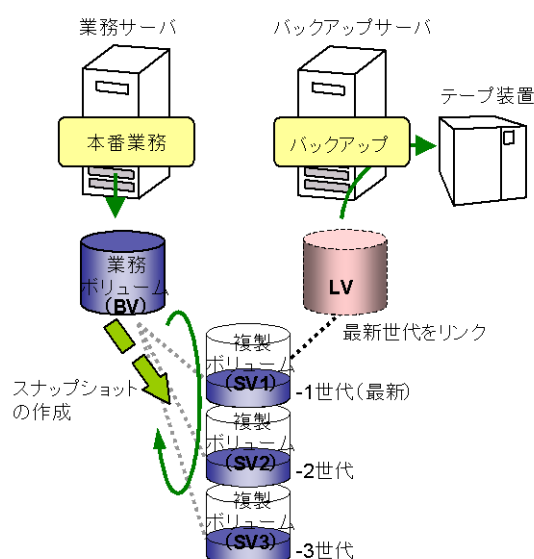 業務サーバ
バックアップサーバ
テープ装置
本番業務
バックアップ
業務
ボリューム
(BV)
LV
最新世代をリンク
スナップショット
の作成
複製
ボリューム
(SV1)
-1世代(最新)
複製
ボリューム
(SV2)
-2世代
複製
ボリューム
(SV3)
-3世代